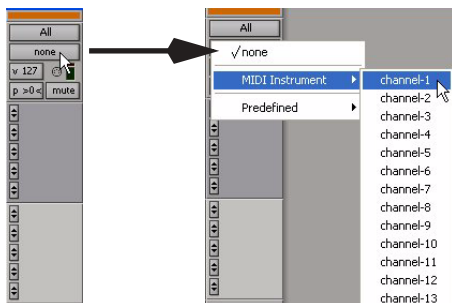 All
none
v 127
p >0< mute
All
√none
MIDI Instrument
Predefined
channel-1
channel-2
channel-3
channel-4
channel-5
channel-6
channel-7
channel-8
channel-9
channel-10
channel-11
channel-12
channel-13